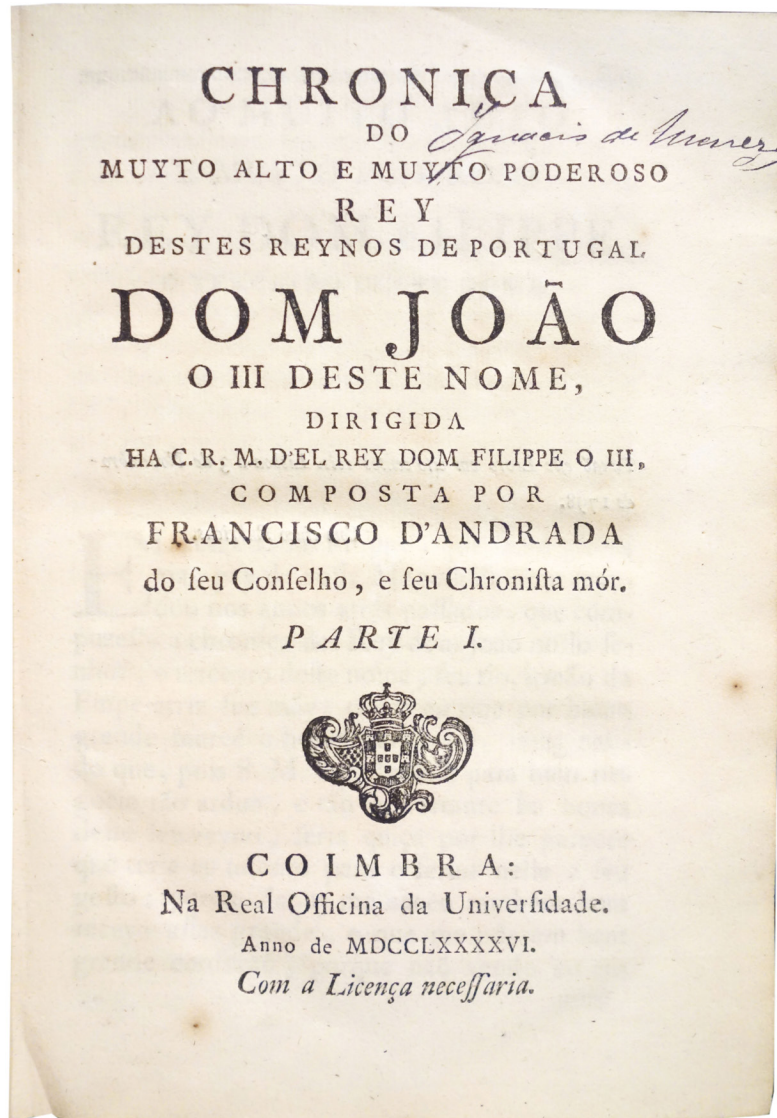 CHRONICA
DO
Ignacio de
MUYTO ALTO E MUYTO PODEROSO
REY
DESTES REYNOS DE PORTUGAL
DOM JOÃO
O III DESTE NOME,
DIRIGIDA
HA C. R. M. D'EL REY DOM FILIPPE O III,
COMPOSTA POR
FRANCISCO D'ANDRADA
do ſeu Conſelho, e ſeu Chroniſta mór.
PARTE I.
COIMBRA:
Na Real Officina da Univerſidade.
Anno de MDCCLXXXXVI.
Com a Licença neceſſaria.